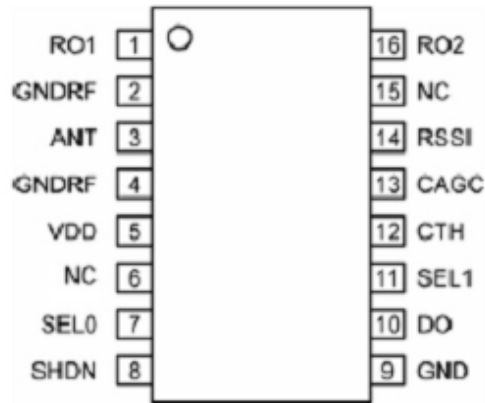 RO1 1 16 RO2
GNDRF 2 15 NC
ANT 3 14 RSSI
GNDRF 4 13 CAGC
VDD 5 12 CTH
NC 6 11 SEL1
SEL0 7 10 DO
SHDN 8 9 GND